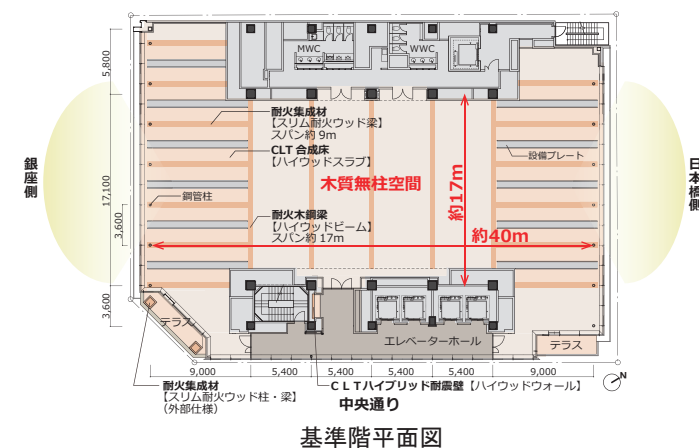 5,800
17,100
3,600
3,600
MWC
WWC
耐火集成材
【スリム耐火ウッド梁】
スパン約 9m
CLT 合成床
【ハイウッドスラブ】
鋼管柱
耐火木鋼梁
【ハイウッドビーム】
スパン約 17m
木質無柱空間
約17m
約40m
設備プレート
銀座側
日本橋側
テラス
エレベーターホール
テラス
9,000
5,400
5,400
5,400
5,400
9,000
N
耐火集成材
【スリム耐火ウッド柱・梁】
(外部仕様)
CLTハイブリッド耐震壁【ハイウッドウォール】
中央通り
基準階平面図